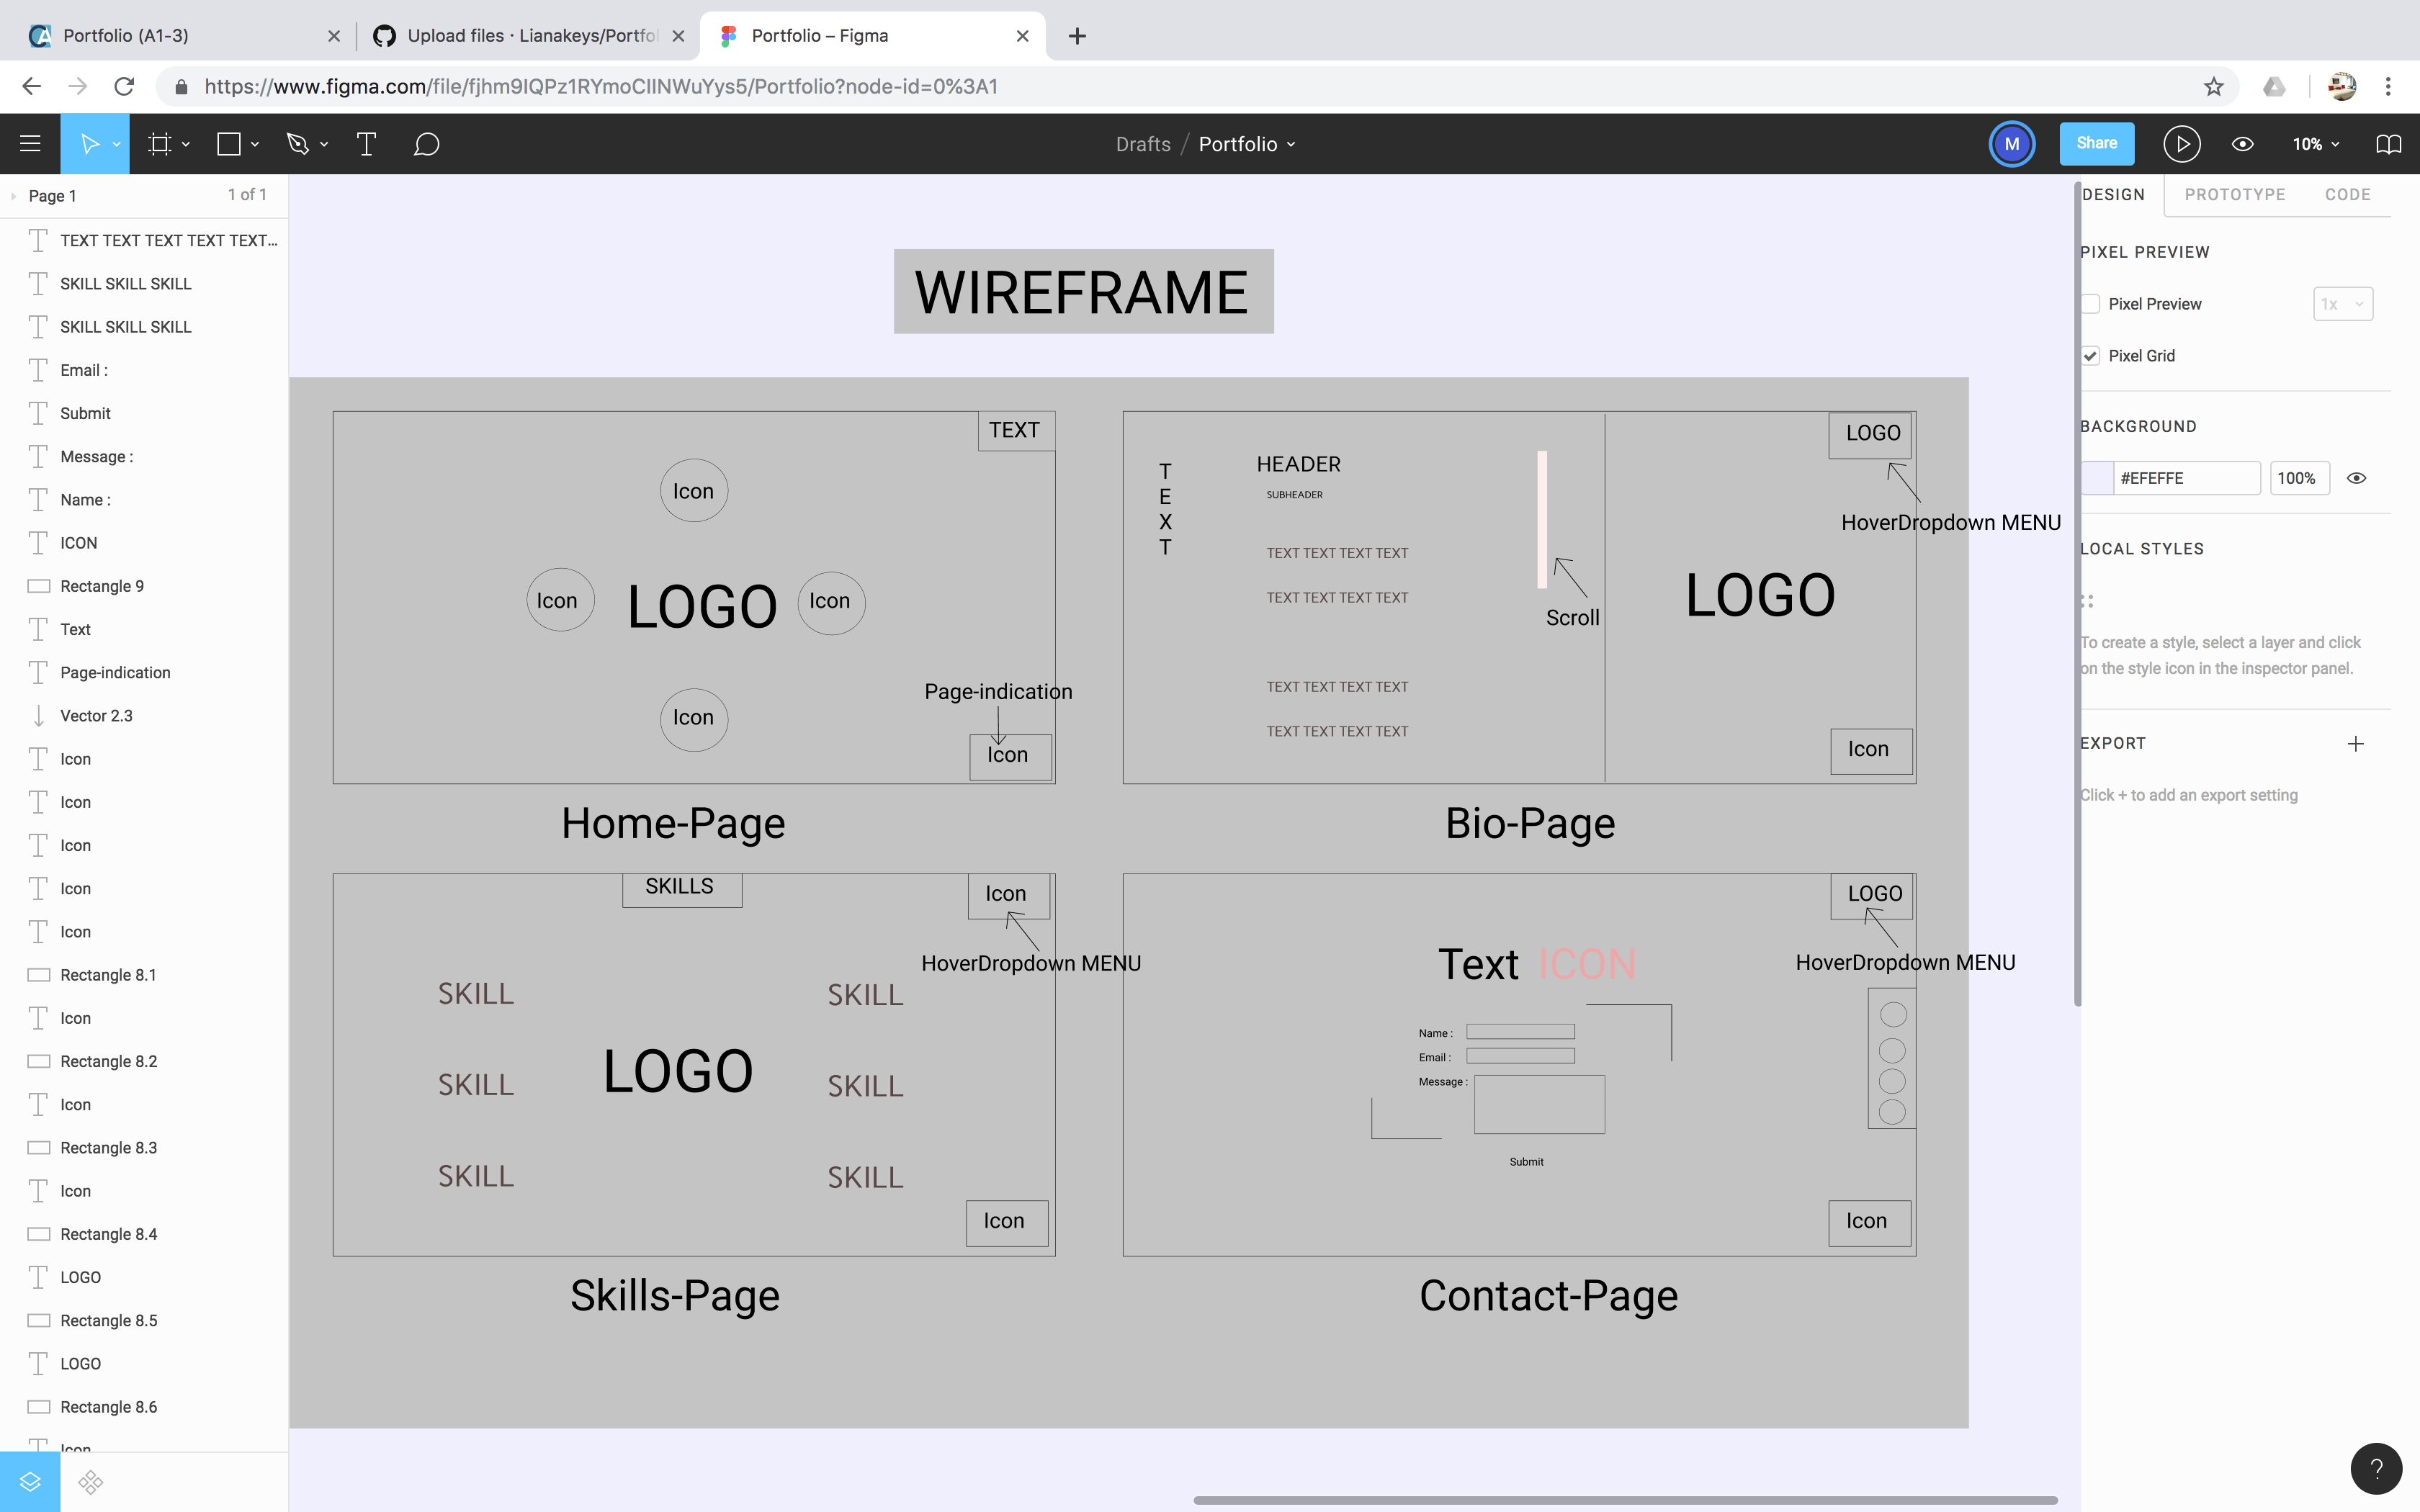 Portfolio (A1-3)
Upload files · Lianakeys/Portfol
Portfolio – Figma
https://www.figma.com/file/fjhm9IQPz1RYmoCIINWuYys5/Portfolio?node-id=0%3A1
Drafts / Portfolio
M
Share
10%
Page 1
1 of 1
TEXT TEXT TEXT TEXT TEXT...
SKILL SKILL SKILL
SKILL SKILL SKILL
Email :
Submit
Message :
Name :
ICON
Rectangle 9
Text
Page-indication
Vector 2.3
Icon
Icon
Icon
Icon
Icon
Rectangle 8.1
Icon
Rectangle 8.2
Icon
Rectangle 8.3
Icon
Rectangle 8.4
LOGO
Rectangle 8.5
LOGO
Rectangle 8.6
Icon
WIREFRAME
TEXT
Icon
Icon
LOGO
Icon
Icon
Page-indication
Icon
Home-Page
T
E
X
T
HEADER
SUBHEADER
TEXT TEXT TEXT TEXT
TEXT TEXT TEXT TEXT
TEXT TEXT TEXT TEXT
TEXT TEXT TEXT TEXT
Scroll
LOGO
HoverDropdown MENU
LOGO
Icon
Bio-Page
SKILLS
Icon
HoverDropdown MENU
SKILL
SKILL
LOGO
SKILL
SKILL
SKILL
SKILL
Icon
Skills-Page
LOGO
HoverDropdown MENU
Text ICON
Name :
Email :
Message :
Submit
Icon
Contact-Page
DESIGN
PROTOTYPE
CODE
PIXEL PREVIEW
Pixel Preview
1x
Pixel Grid
BACKGROUND
#EFEFFE
100%
LOCAL STYLES
To create a style, select a layer and click
on the style icon in the inspector panel.
EXPORT
Click + to add an export setting
?